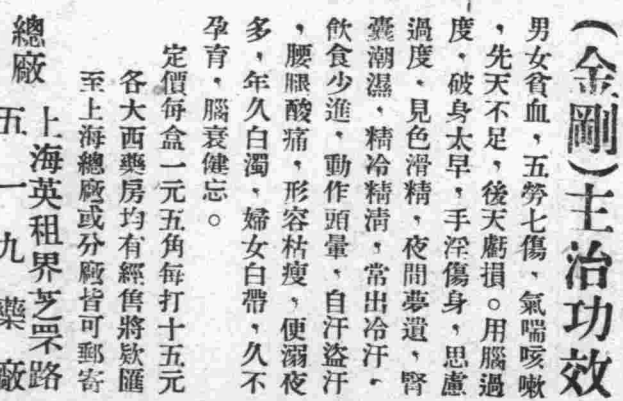 (金剛)主治功效
男女貧血，五勞七傷，氣喘咳嗽
，先天不足，後天虧損。用腦過
度，破身太早，手淫傷身，思慮
過度，見色滑精，夜間夢遺，腎
囊潮濕，精冷精清，常出冷汗，
飲食少進，動作頭暈，自汗盜汗
，腰腿酸痛，形容枯瘦，便溺夜
多，年久白濁，婦女白帶，久不
孕育，腦衰健忘。
定價每盒一元五角每打十五元
各大西藥房均有經售將欵匯
至上海總廠或分廠皆可郵寄
總廠 上海英租界芝罘路
五一九藥廠